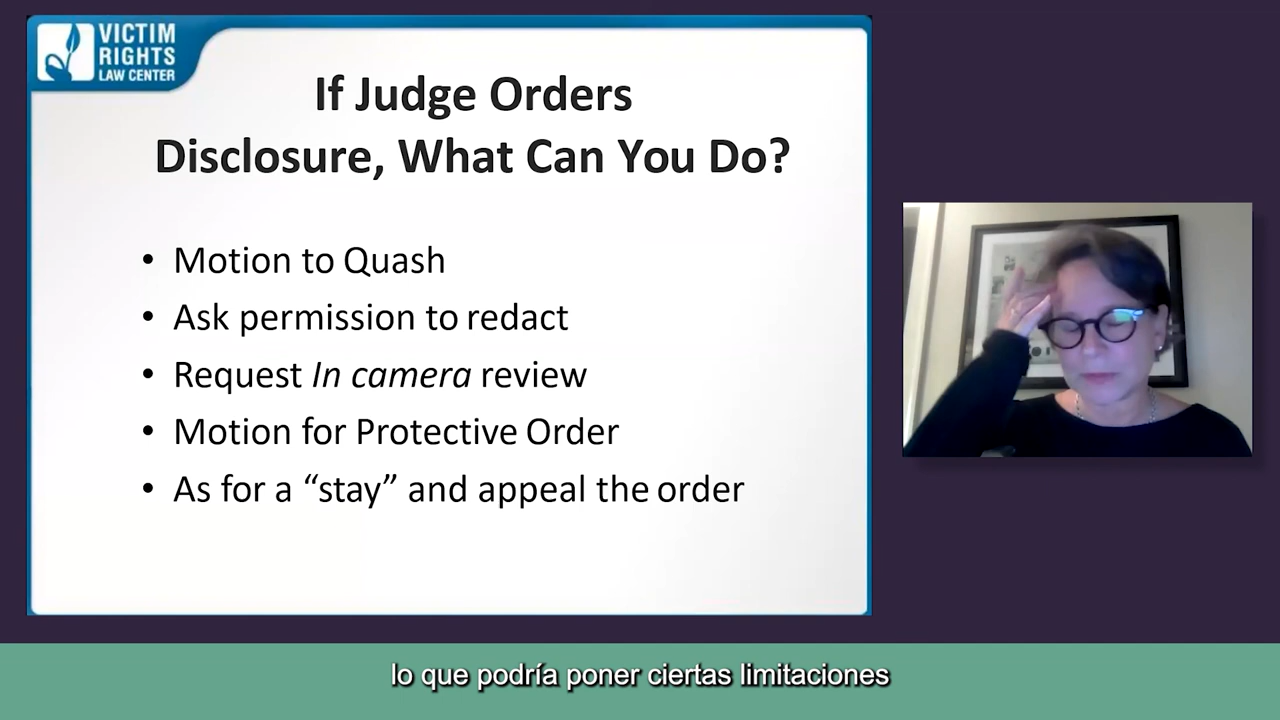 VICTIM
RIGHTS
LAW CENTER
If Judge Orders
Disclosure, What Can You Do?
• Motion to Quash
• Ask permission to redact
• Request In camera review
• Motion for Protective Order
• As for a “stay” and appeal the order
lo que podría poner ciertas limitaciones